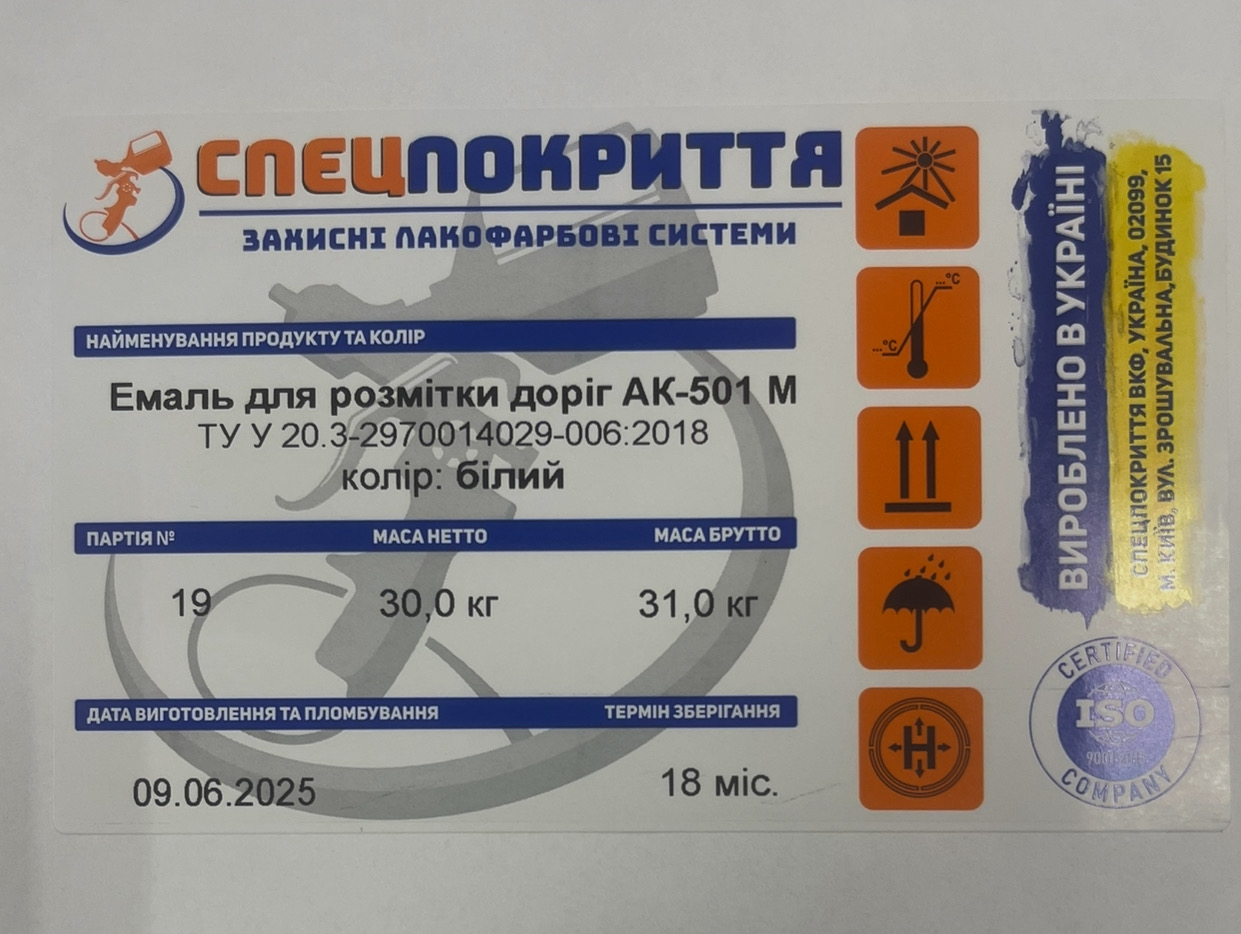 СПЕЦПОКРИТТЯ
ЗАХИСНІ ЛАКОФАРБОВІ СИСТЕМИ
НАЙМЕНУВАННЯ ПРОДУКТУ ТА КОЛІР
Емаль для розмітки доріг АК-501 М
ТУ У 20.3-2970014029-006:2018
колір: білий
ПАРТІЯ № МАСА НЕТТО МАСА БРУТТО
19 30,0 кг 31,0 кг
ДАТА ВИГОТОВЛЕННЯ ТА ПЛОМБУВАННЯ ТЕРМІН ЗБЕРІГАННЯ
09.06.2025 18 міс.
...°C
...°C
Н
ВИРОБЛЕНО В УКРАЇНІ
СПЕЦПОКРИТТЯ ВКФ, УКРАЇНА, 02099,
М. КИЇВ, ВУЛ. ЗРОШУВАЛЬНА,БУДИНОК 15
CERTIFIED
ISO
COMPANY